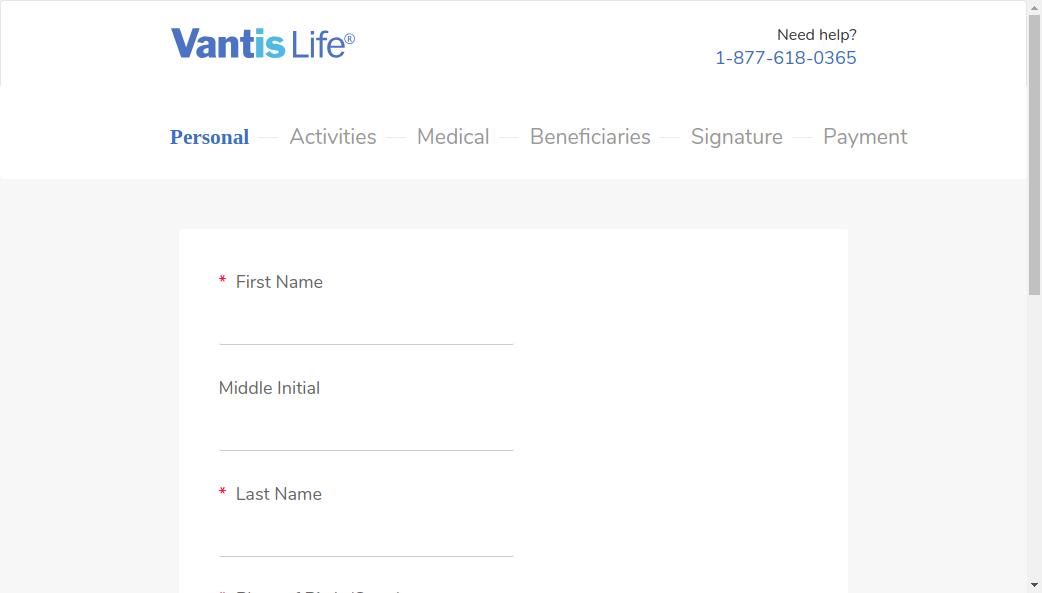 Vantis Life®
Need help?
1-877-618-0365
Personal
Activities
Medical
Beneficiaries
Signature
Payment
* First Name
Middle Initial
* Last Name